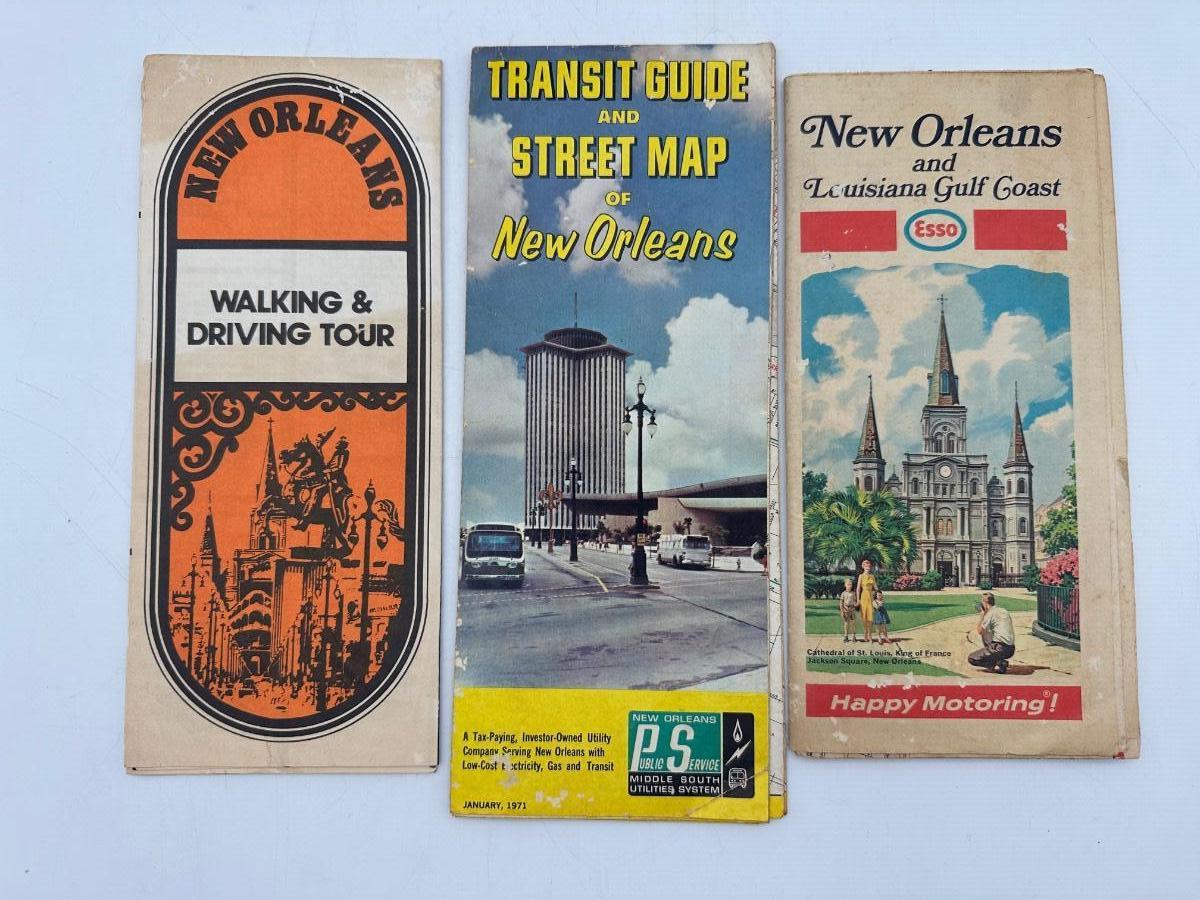 NEW ORLEANS
WALKING &
DRIVING TOUR
TRANSIT GUIDE
AND
STREET MAP
OF
New Orleans
A Tax-Paying, Investor-Owned Utility
Company Serving New Orleans with
Low-Cost Electricity, Gas and Transit
JANUARY, 1971
NEW ORLEANS
PUBLIC SERVICE
MIDDLE SOUTH
UTILITIES SYSTEM
New Orleans
and
Louisiana Gulf Coast
Esso
Cathedral of St. Louis, King of France
Jackson Square, New Orleans
Happy Motoring®!